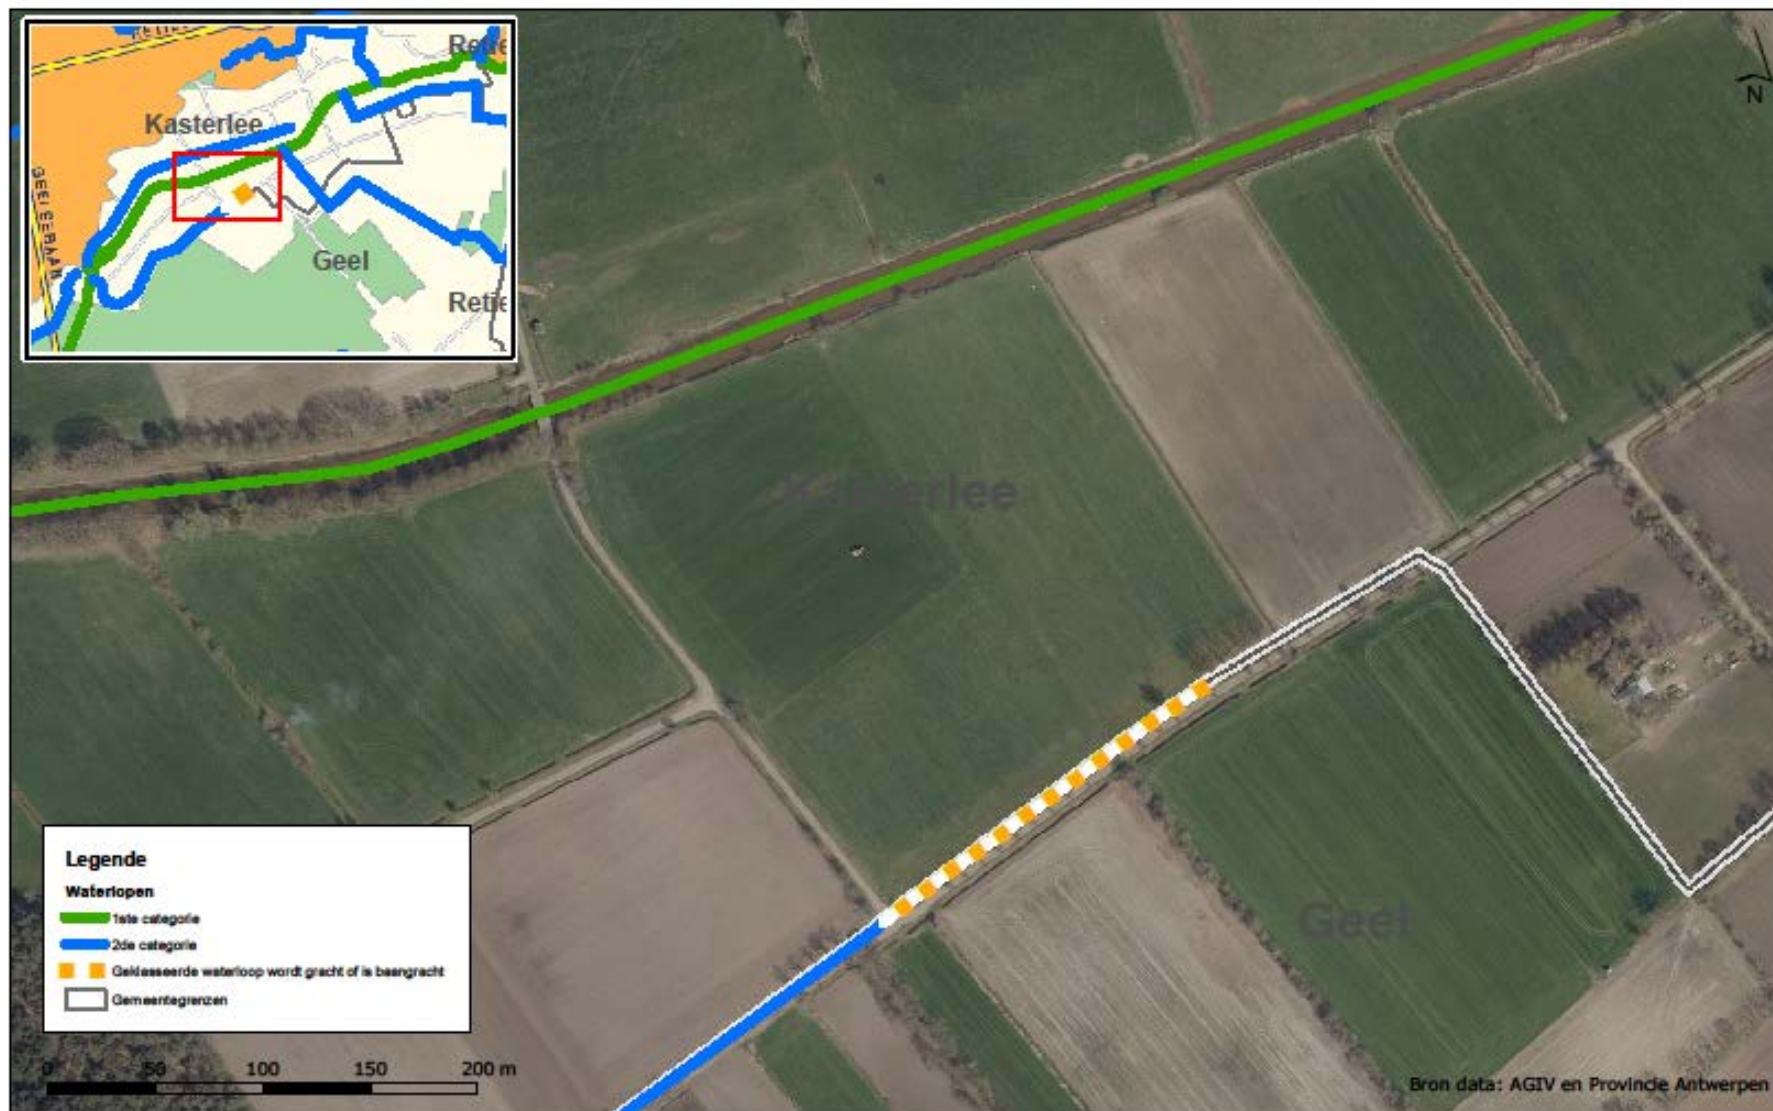 Retie
Kasterlee
GEELSEBAAN
Geel
Retie
N
Kasterlee
Geel
Legende
Waterlopen
1ste categorie
2de categorie
Geklasseerde waterloop wordt gracht of is baangracht
Gemeentegrenzen
0 50 100 150 200 m
Bron data: AGIV en Provincie Antwerpen